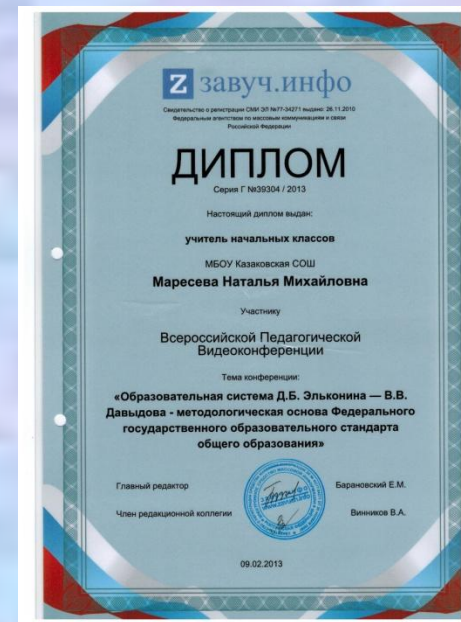 Z завуч.инфо
Свидетельство о регистрации СМИ ЭЛ №77-34271 выдано: 26.11.2010
Федеральным агентством по массовым коммуникациям и связи
Российской Федерации
ДИПЛОМ
Серия Г №39304 / 2013
Настоящий диплом выдан:
учитель начальных классов
МБОУ Казаковская СОШ
Маресева Наталья Михайловна
Участнику
Всероссийской Педагогической
Видеоконференции
Тема конференции:
«Образовательная система Д.Б. Эльконина — В.В.
Давыдова - методологическая основа Федерального
государственного образовательного стандарта
общего образования»
Главный редактор
Барановский Е.М.
Член редакционной коллегии
Винников В.А.
09.02.2013